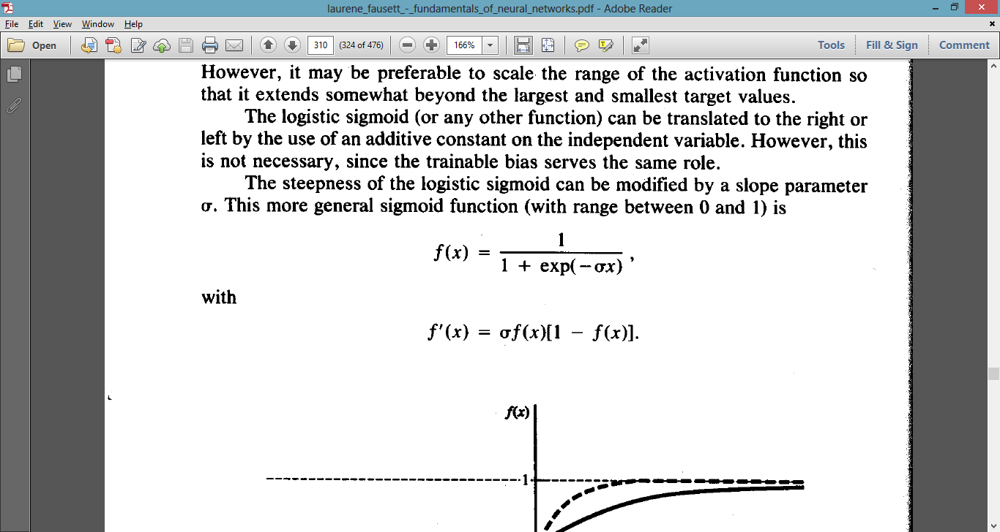 laurene_fausett_-_fundamentals_of_neural_networks.pdf - Adobe Reader
File Edit View Window Help
Open 310 (324 of 476) 166% Tools Fill & Sign Comment
However, it may be preferable to scale the range of the activation function so
that it extends somewhat beyond the largest and smallest target values.
The logistic sigmoid (or any other function) can be translated to the right or
left by the use of an additive constant on the independent variable. However, this
is not necessary, since the trainable bias serves the same role.
The steepness of the logistic sigmoid can be modified by a slope parameter
σ. This more general sigmoid function (with range between 0 and 1) is
f(x) = 1 / (1 + exp(−σx)),
with
f′(x) = σf(x)[1 − f(x)].
f(x)
1